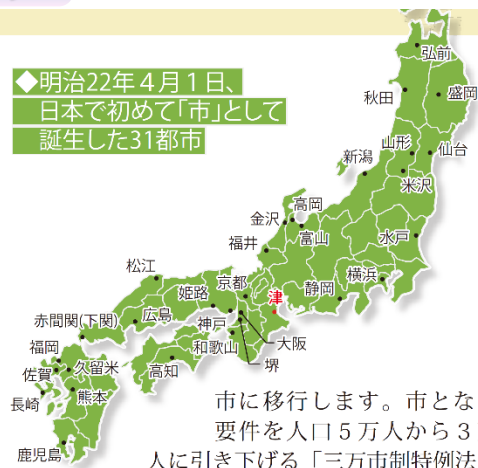 ◆明治22年４月１日、
日本で初めて「市」として
誕生した31都市
弘前
秋田
盛岡
山形
仙台
新潟
米沢
高岡
金沢
富山
水戸
福井
松江
京都
横浜
姫路
津
静岡
広島
赤間関(下関)
神戸
大阪
福岡
和歌山
堺
佐賀
久留米
高知
長崎
熊本
鹿児島
市に移行します。市とな
要件を人口５万人から３
人に引き下げる「三万市制特例法